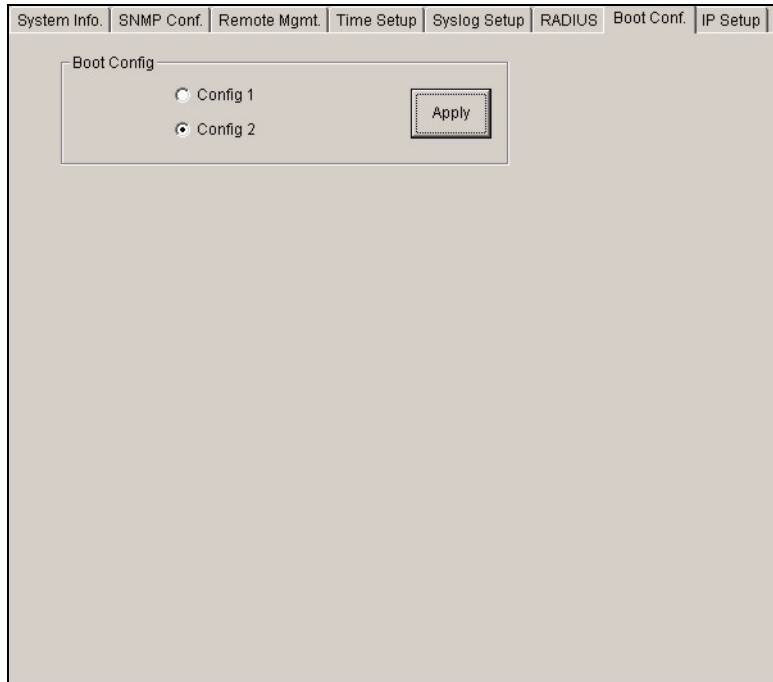 System Info. SNMP Conf. Remote Mgmt. Time Setup Syslog Setup RADIUS Boot Conf. IP Setup
Boot Config
Config 1
Apply
Config 2